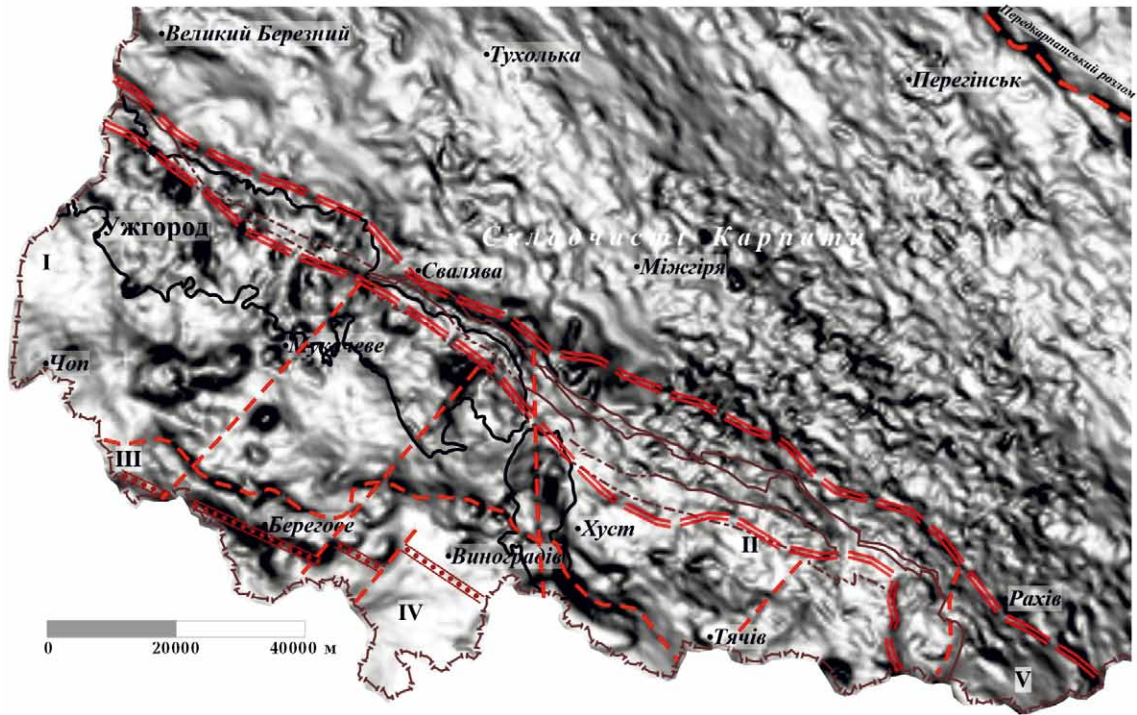 Великий Березний
Тухолька
Передкарпатський розлом
Перегінськ
Ужгород
Складчасті Карпати
I
Свалява
Міжгіря
Чоп
Мукачеве
III
Берегове
Хуст
II
Виноградів
IV
Рахів
Тячів
V
0 20000 40000 м